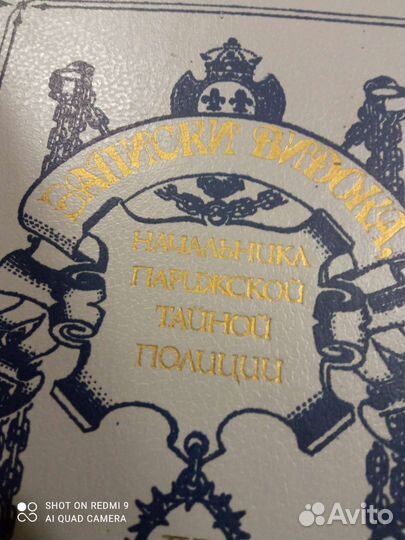 ЗАПИСКИ ВИДОКА,
НАЧАЛЬНИКА
ПАРИЖСКОЙ
ТАЙНОЙ
ПОЛИЦИИ
SHOT ON REDMI 9
AI QUAD CAMERA
Avito